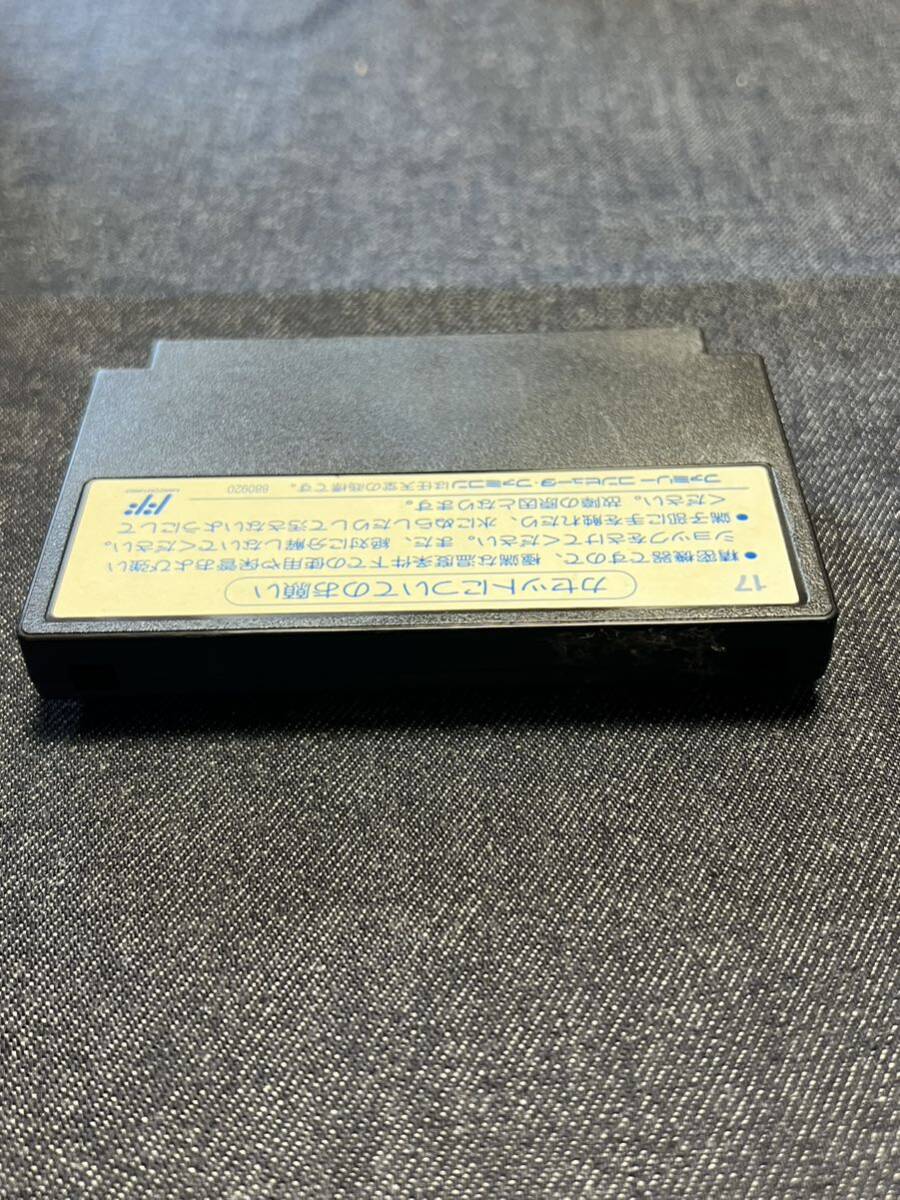 17
カセットについてのお願い
●精密機器ですので、極端な温度条件下での使用や保管および強い
ショックをさけてください。また、絶対に分解しないでください。
●端子部に手を触れたり、水にぬらしたりして汚さないようにして
ください。故障の原因となります。
ファミリーコンピュータ・ファミコンは任天堂の商標です。 880920